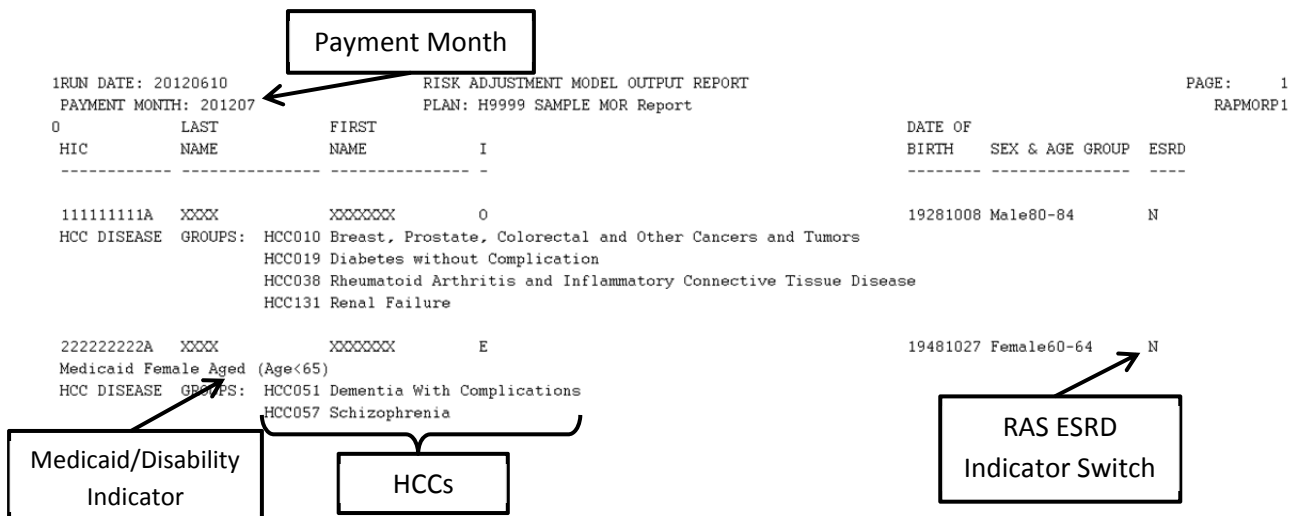 Payment Month
1RUN DATE: 20120610 RISK ADJUSTMENT MODEL OUTPUT REPORT PAGE: 1
PAYMENT MONTH: 201207 PLAN: H9999 SAMPLE MOR Report RAPMORP1
0 LAST FIRST DATE OF
HIC NAME NAME I BIRTH SEX & AGE GROUP ESRD
------------ --------------- --------------- - -------- --------------- ----
111111111A XXXX XXXXXXX O 19281008 Male80-84 N
HCC DISEASE GROUPS: HCC010 Breast, Prostate, Colorectal and Other Cancers and Tumors
HCC019 Diabetes without Complication
HCC038 Rheumatoid Arthritis and Inflammatory Connective Tissue Disease
HCC131 Renal Failure
222222222A XXXX XXXXXXX E 19481027 Female60-64 N
Medicaid Female Aged (Age<65)
HCC DISEASE GROUPS: HCC051 Dementia With Complications
HCC057 Schizophrenia
Medicaid/Disability
Indicator
HCCs
RAS ESRD
Indicator Switch